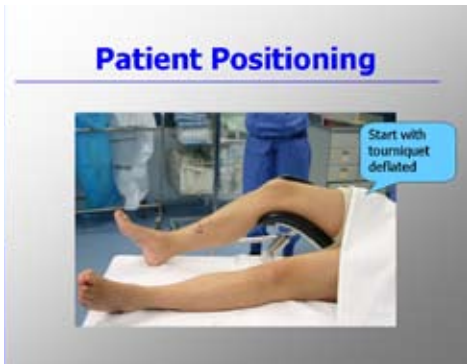 Patient Positioning
Start with
tourniquet
deflated